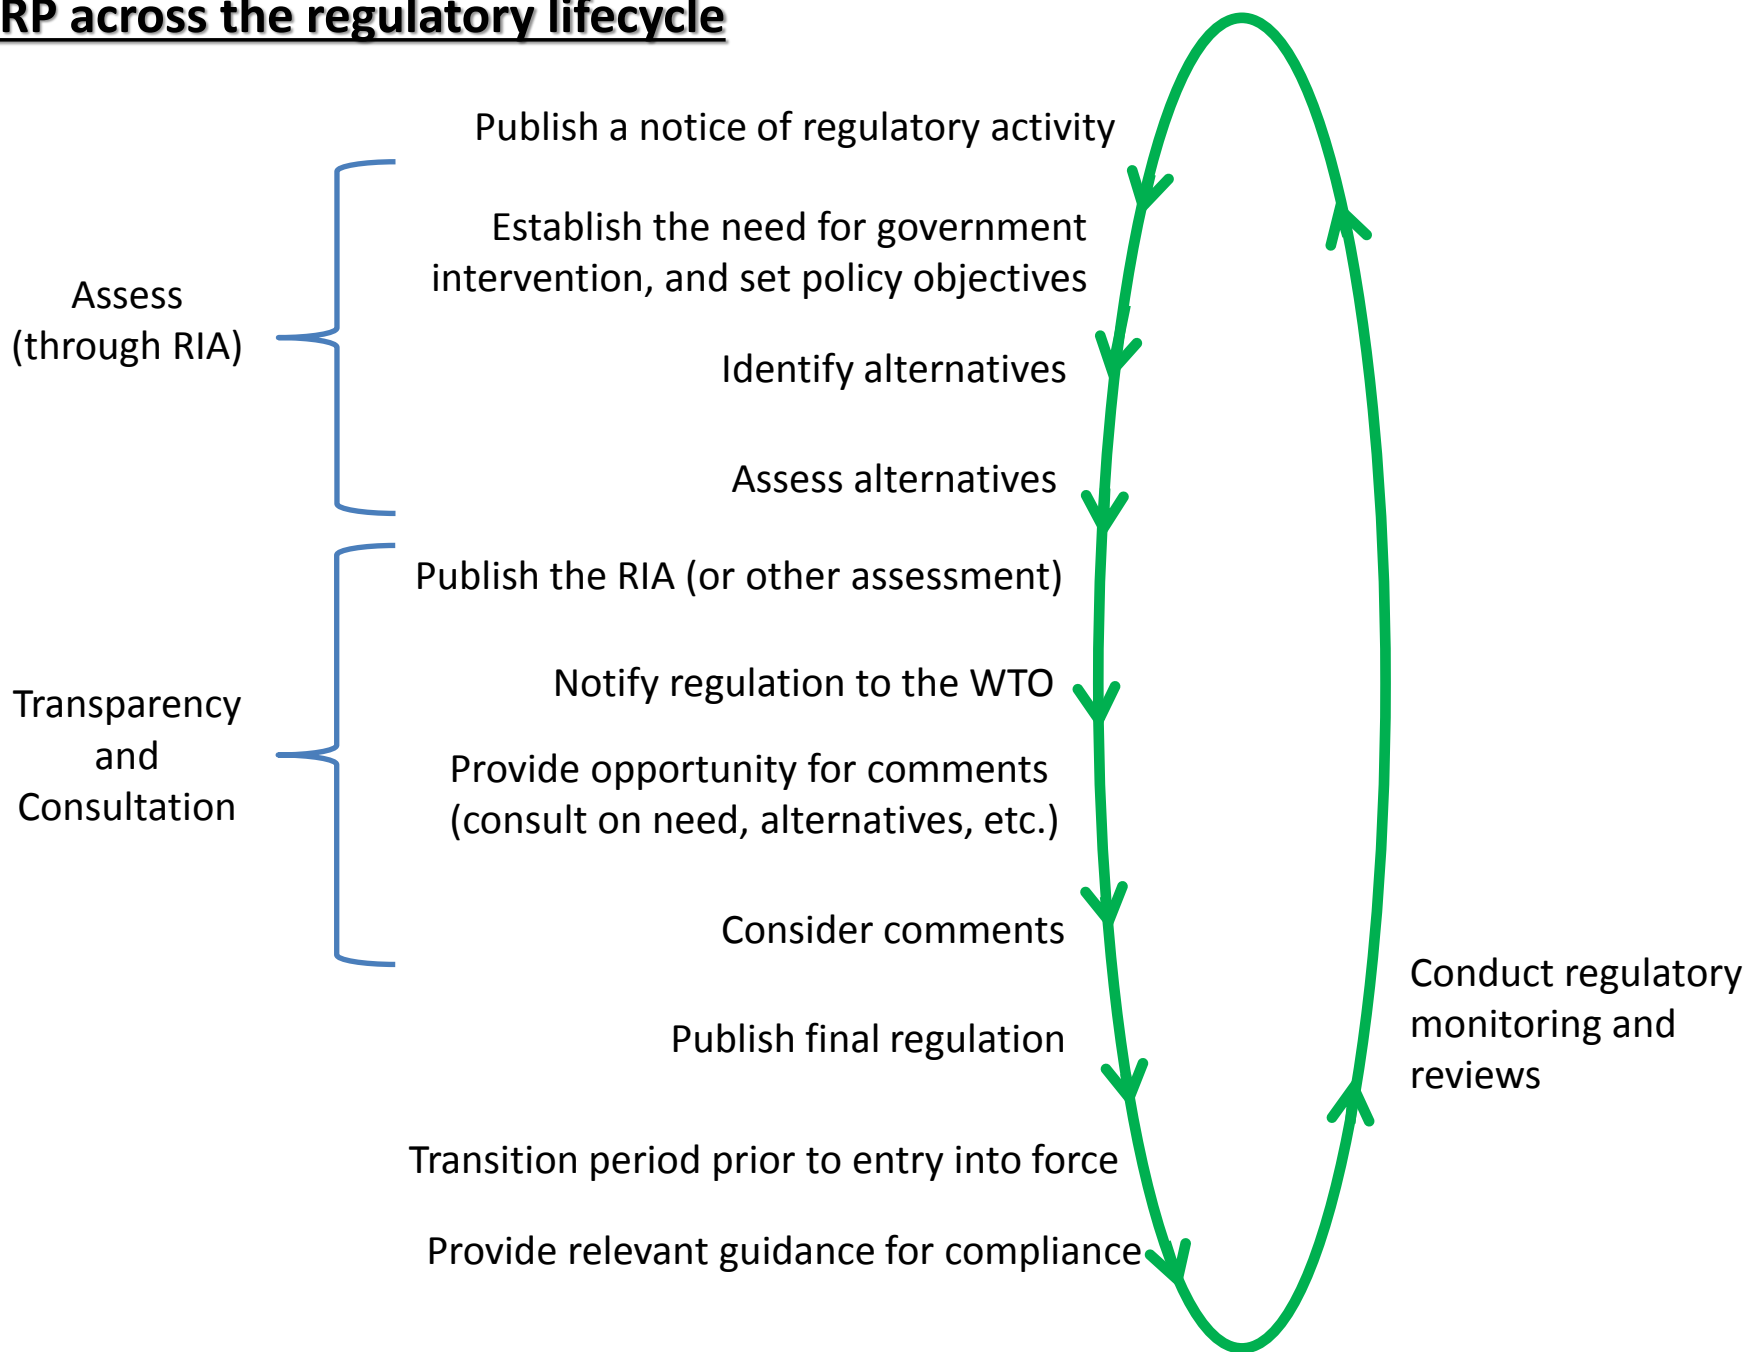 RP across the regulatory lifecycle
Publish a notice of regulatory activity
Establish the need for government
intervention, and set policy objectives
Assess
(through RIA)
Identify alternatives
Assess alternatives
Publish the RIA (or other assessment)
Notify regulation to the WTO
Transparency
and
Consultation
Provide opportunity for comments
(consult on need, alternatives, etc.)
Consider comments
Publish final regulation
Transition period prior to entry into force
Provide relevant guidance for compliance
Conduct regulatory
monitoring and
reviews